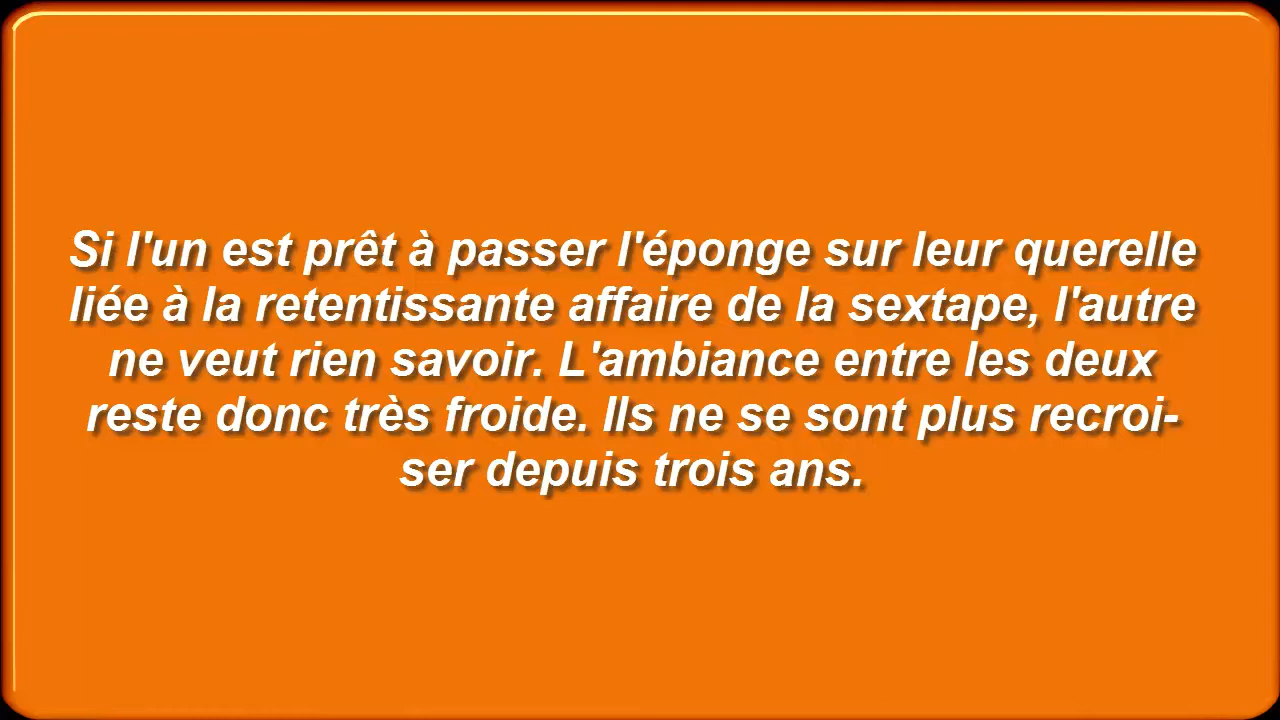 Si l'un est prêt à passer l'éponge sur leur querelle
liée à la retentissante affaire de la sextape, l'autre
ne veut rien savoir. L'ambiance entre les deux
reste donc très froide. Ils ne se sont plus recroi-
ser depuis trois ans.